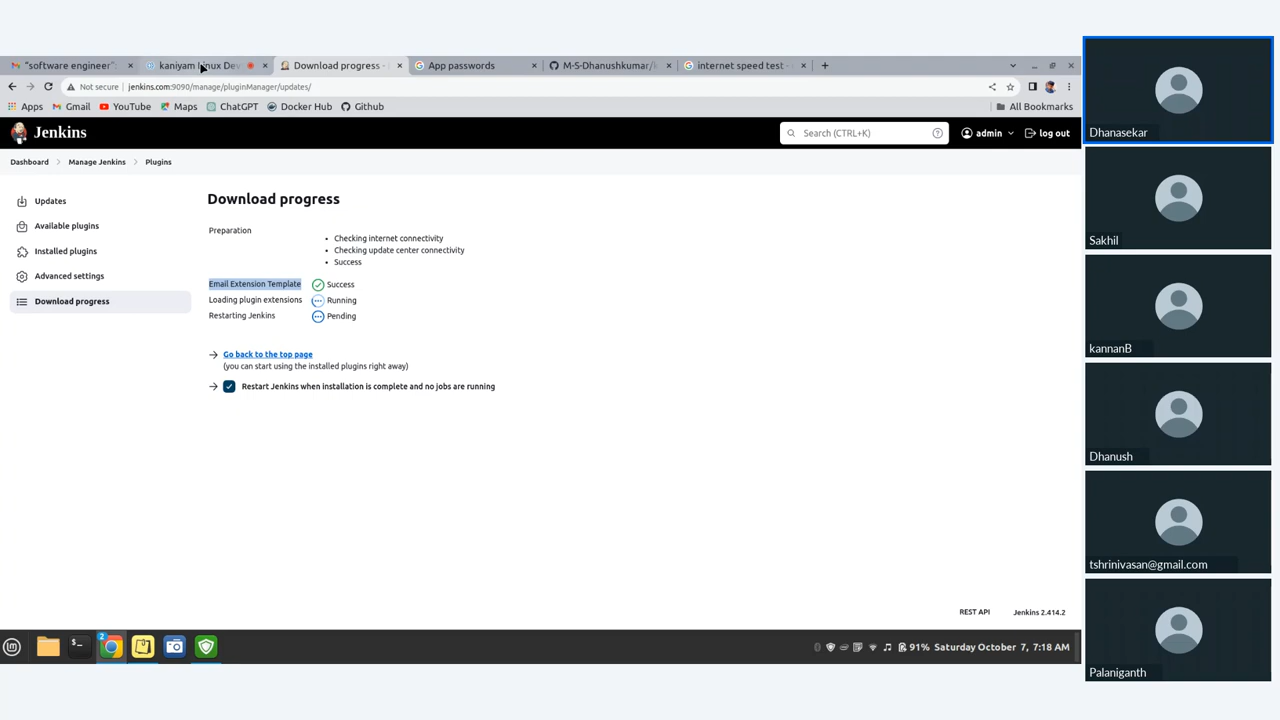 "software engineer":
kaniyam Linux Dev
Download progress -
App passwords
M-S-Dhanushkumar/k
internet speed test -
Not secure
jenkins.com:9090/manage/pluginManager/updates/
Apps
Gmail
YouTube
Maps
ChatGPT
Docker Hub
Github
All Bookmarks
Jenkins
Search (CTRL+K)
admin
log out
Dashboard
Manage Jenkins
Plugins
Updates
Available plugins
Installed plugins
Advanced settings
Download progress
Download progress
Preparation
Checking internet connectivity
Checking update center connectivity
Success
Email Extension Template
Success
Loading plugin extensions
Running
Restarting Jenkins
Pending
Go back to the top page
(you can start using the installed plugins right away)
Restart Jenkins when installation is complete and no jobs are running
REST API
Jenkins 2.414.2
2
91% Saturday October 7, 7:18 AM
Dhanasekar
Sakhil
kannanB
Dhanush
tshrinivasan@gmail.com
Palaniganth